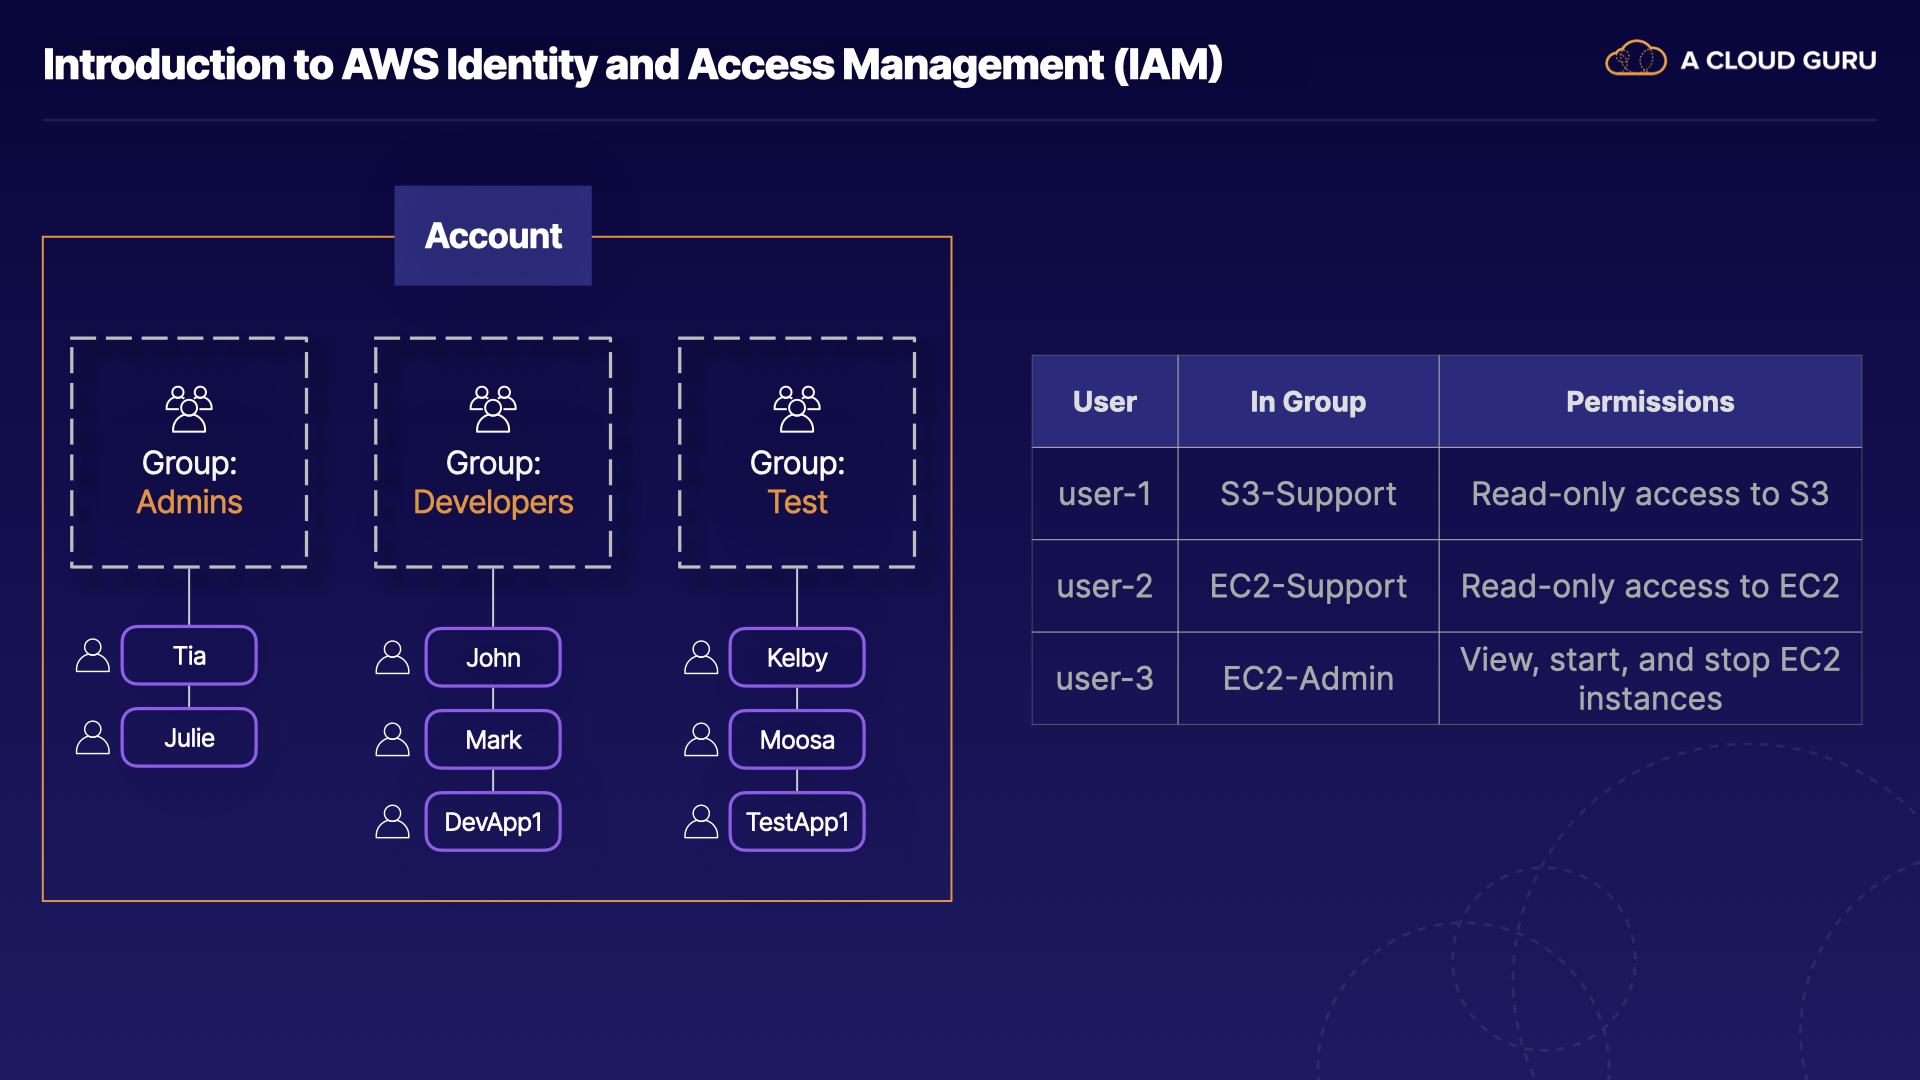 Introduction to AWS Identity and Access Management (IAM)
A CLOUD GURU
Account
Group:
Admins
Tia
Julie
Group:
Developers
John
Mark
DevApp1
Group:
Test
Kelby
Moosa
TestApp1
User In Group Permissions
user-1 S3-Support Read-only access to S3
user-2 EC2-Support Read-only access to EC2
user-3 EC2-Admin View, start, and stop EC2
instances